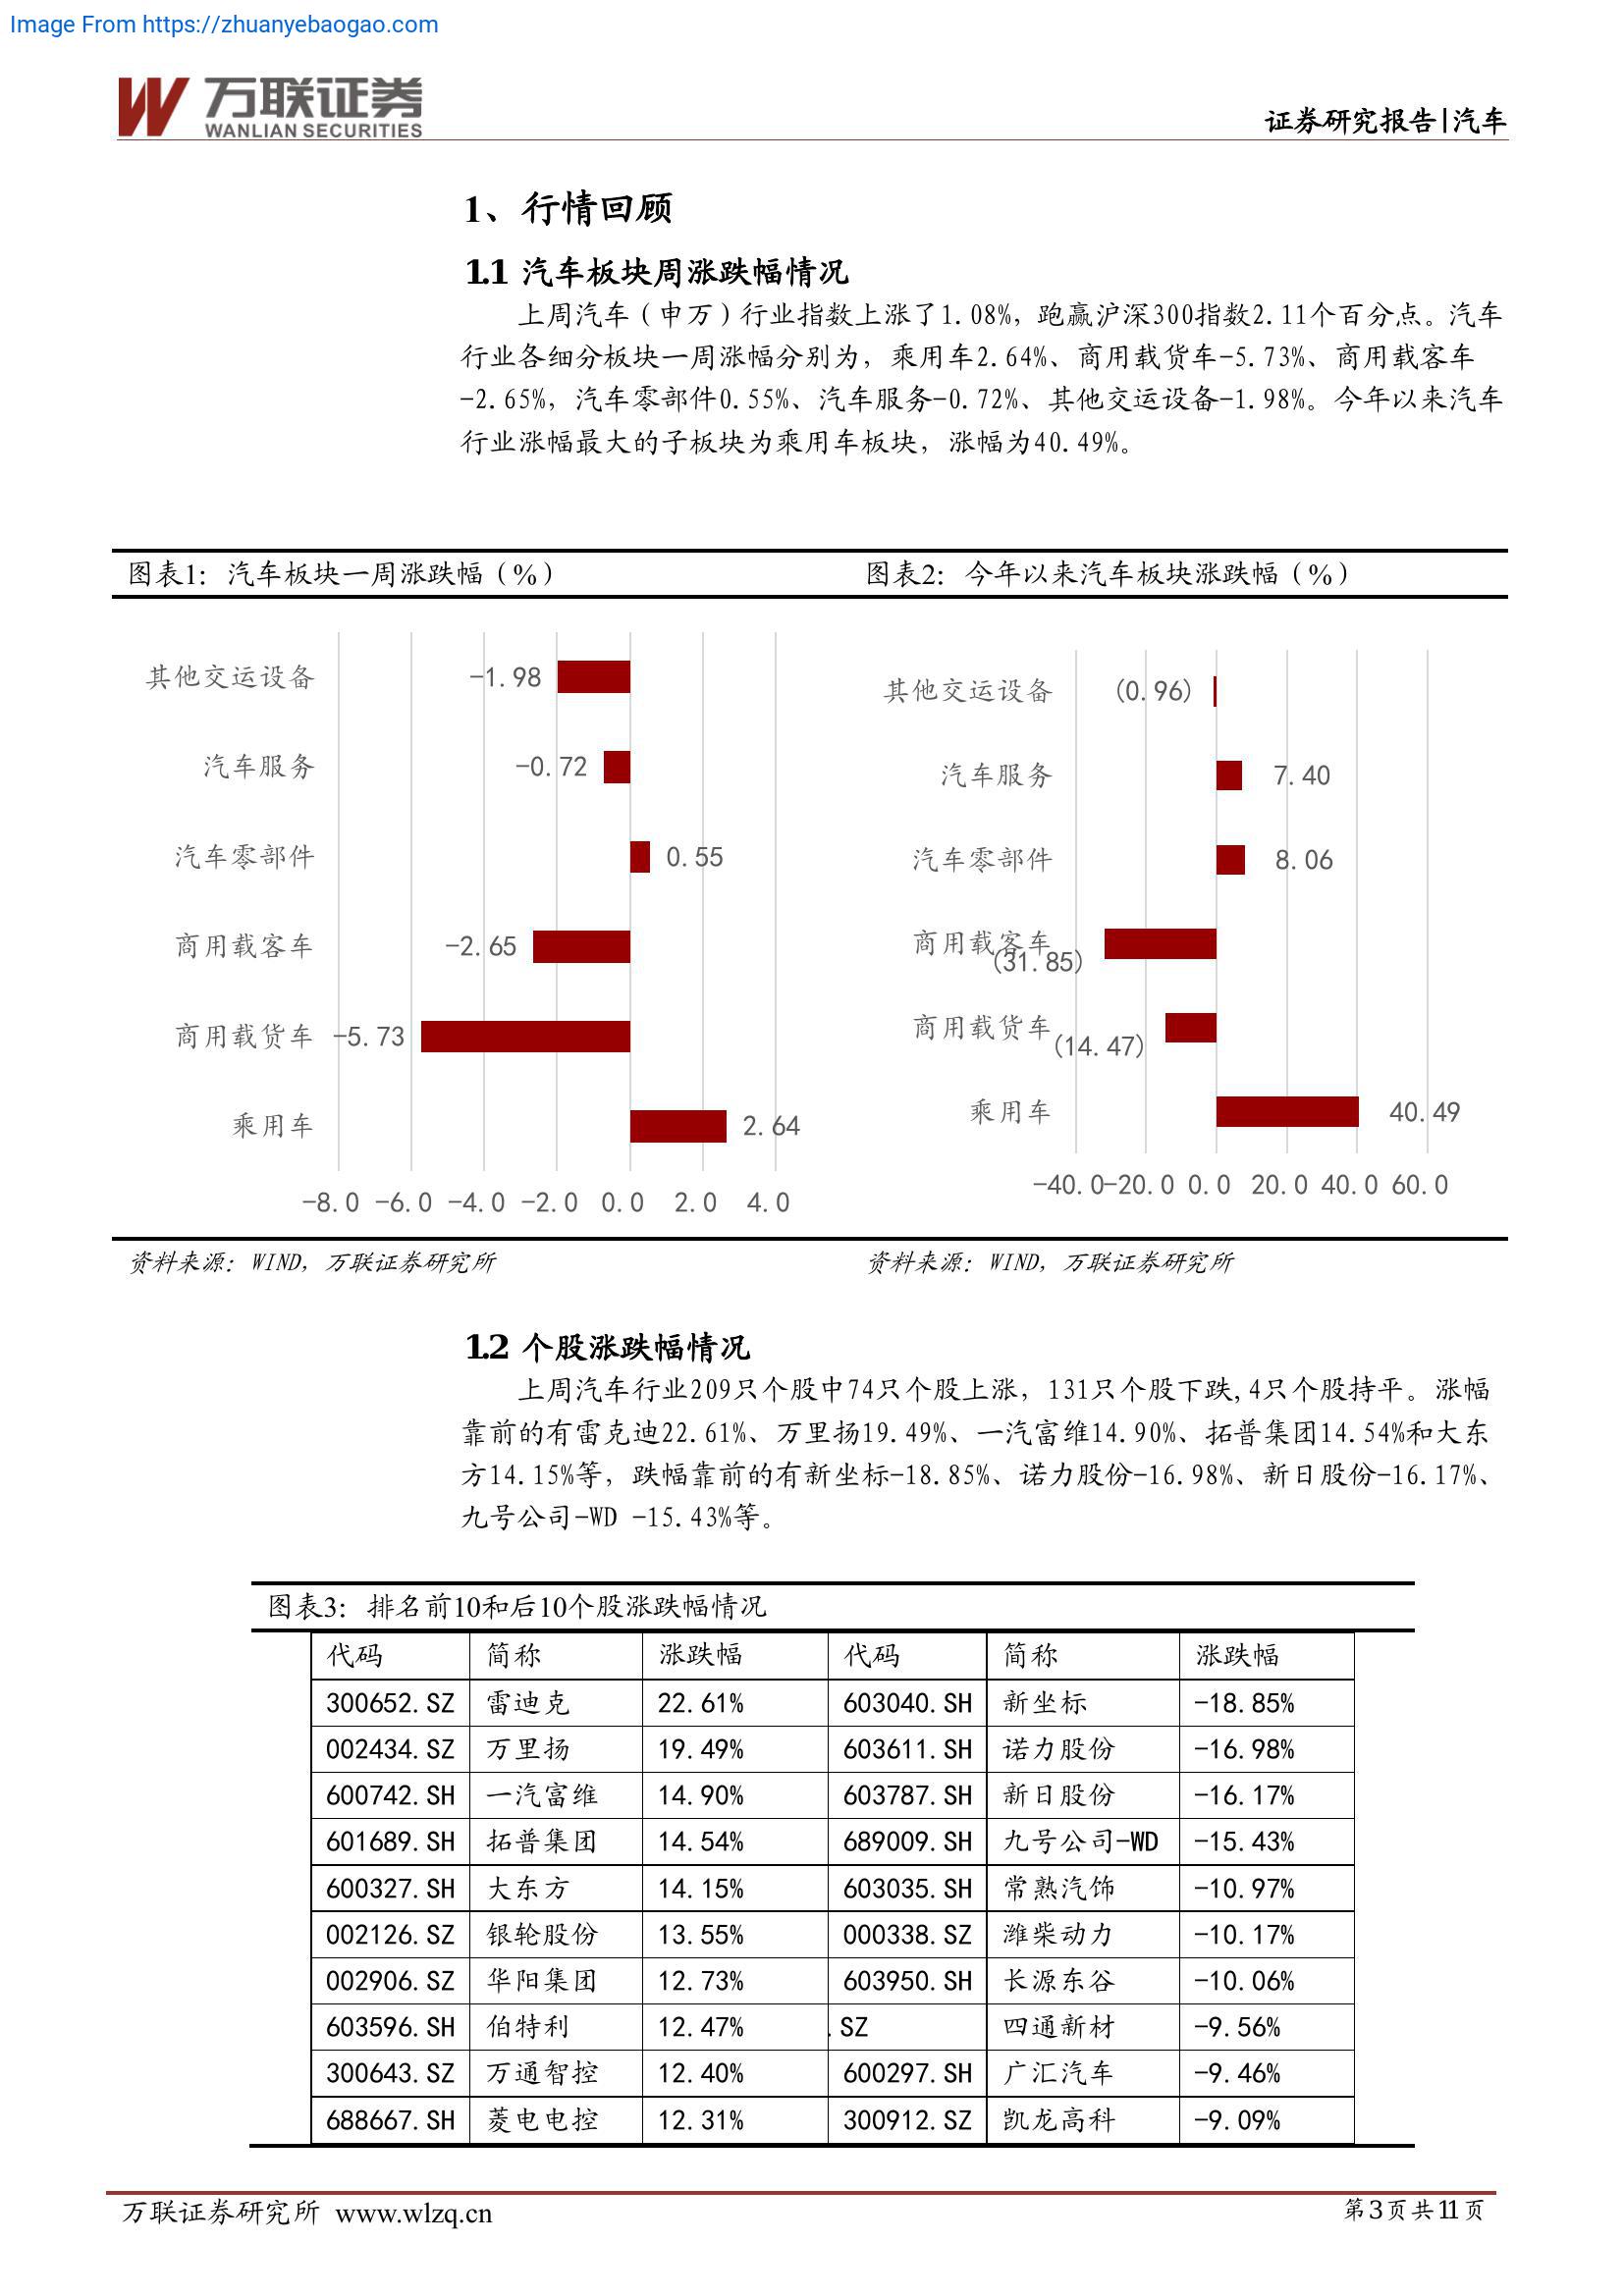 Image From https://zhuanyebaogao.com
万联证券
WANLIAN SECURITIES
证券研究报告|汽车
1、行情回顾
1.1 汽车板块周涨跌幅情况
上周汽车（申万）行业指数上涨了1.08%，跑赢沪深300指数2.11个百分点。汽车
行业各细分板块一周涨幅分别为，乘用车2.64%、商用载货车-5.73%、商用载客车
-2.65%，汽车零部件0.55%、汽车服务-0.72%、其他交运设备-1.98%。今年以来汽车
行业涨幅最大的子板块为乘用车板块，涨幅为40.49%。
图表1：汽车板块一周涨跌幅（%）
其他交运设备 -1.98
汽车服务 -0.72
汽车零部件 0.55
商用载客车 -2.65
商用载货车 -5.73
乘用车 2.64
-8.0 -6.0 -4.0 -2.0 0.0 2.0 4.0
资料来源：WIND，万联证券研究所
图表2：今年以来汽车板块涨跌幅（%）
其他交运设备 (0.96)
汽车服务 7.40
汽车零部件 8.06
商用载客车 (31.85)
商用载货车 (14.47)
乘用车 40.49
-40.0 -20.0 0.0 20.0 40.0 60.0
资料来源：WIND，万联证券研究所
1.2 个股涨跌幅情况
上周汽车行业209只个股中74只个股上涨，131只个股下跌,4只个股持平。涨幅
靠前的有雷克迪22.61%、万里扬19.49%、一汽富维14.90%、拓普集团14.54%和大东
方14.15%等，跌幅靠前的有新坐标-18.85%、诺力股份-16.98%、新日股份-16.17%、
九号公司-WD -15.43%等。
图表3：排名前10和后10个股涨跌幅情况
代码 简称 涨跌幅 代码 简称 涨跌幅
300652.SZ 雷迪克 22.61% 603040.SH 新坐标 -18.85%
002434.SZ 万里扬 19.49% 603611.SH 诺力股份 -16.98%
600742.SH 一汽富维 14.90% 603787.SH 新日股份 -16.17%
601689.SH 拓普集团 14.54% 689009.SH 九号公司-WD -15.43%
600327.SH 大东方 14.15% 603035.SH 常熟汽饰 -10.97%
002126.SZ 银轮股份 13.55% 000338.SZ 潍柴动力 -10.17%
002906.SZ 华阳集团 12.73% 603950.SH 长源东谷 -10.06%
603596.SH 伯特利 12.47% .SZ 四通新材 -9.56%
300643.SZ 万通智控 12.40% 600297.SH 广汇汽车 -9.46%
688667.SH 菱电电控 12.31% 300912.SZ 凯龙高科 -9.09%
万联证券研究所 www.wlzq.cn
第3页共11页